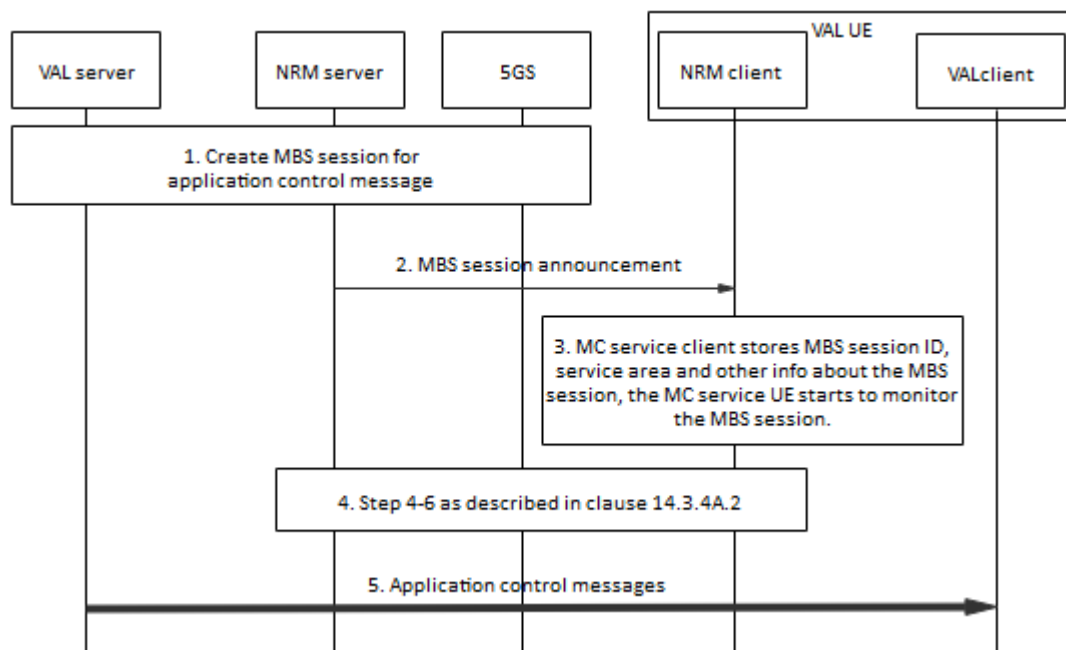 VAL UE
VAL server
NRM server
5GS
NRM client
VALclient
1. Create MBS session for
application control message
2. MBS session announcement
3. MC service client stores MBS session ID,
service area and other info about the MBS
session, the MC service UE starts to monitor
the MBS session.
4. Step 4-6 as described in clause 14.3.4A.2
5. Application control messages